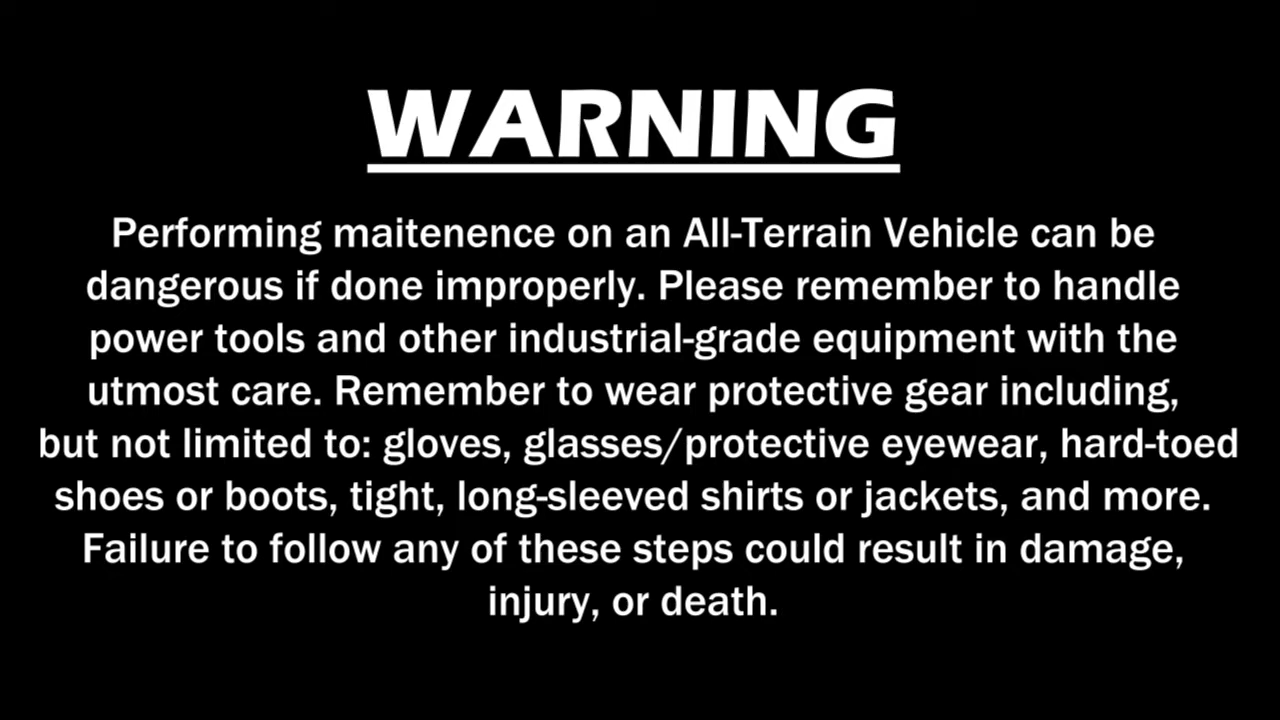 WARNING
Performing maitenence on an All-Terrain Vehicle can be
dangerous if done improperly. Please remember to handle
power tools and other industrial-grade equipment with the
utmost care. Remember to wear protective gear including,
but not limited to: gloves, glasses/protective eyewear, hard-toed
shoes or boots, tight, long-sleeved shirts or jackets, and more.
Failure to follow any of these steps could result in damage,
injury, or death.